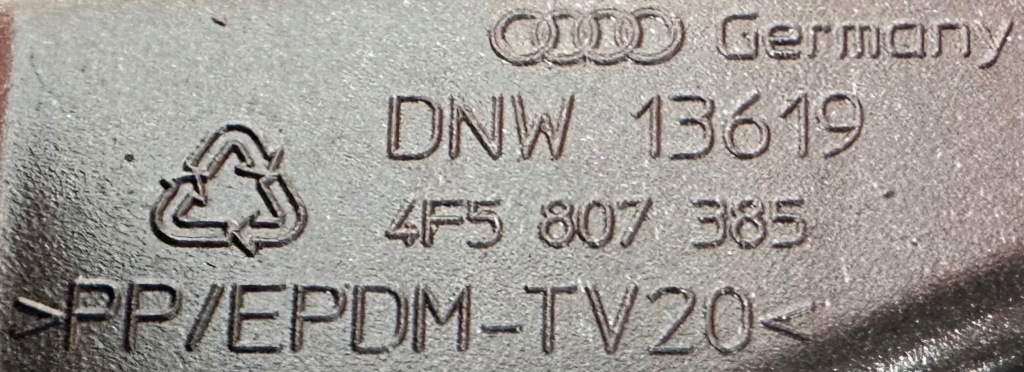 Germany
DNW 13619
4F5 807 385
>PP/EPDM-TV20<